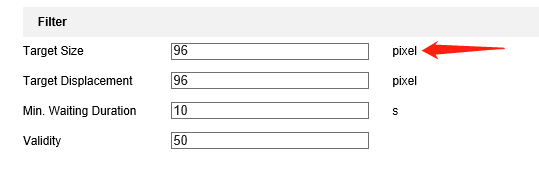 Filter
Target Size 96 pixel
Target Displacement 96 pixel
Min. Waiting Duration 10 s
Validity 50